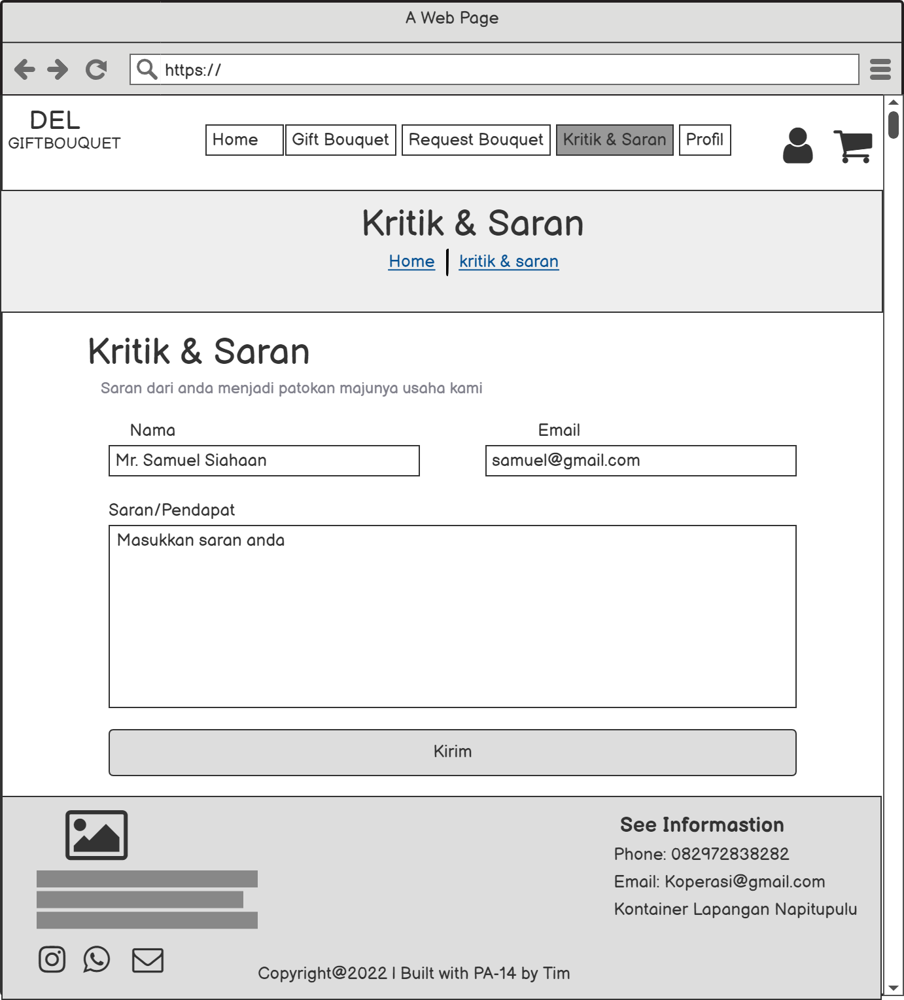 A Web Page
https://
DEL
GIFTBOUQUET
Home
Gift Bouquet
Request Bouquet
Kritik & Saran
Profil
Kritik & Saran
Home | kritik & saran
Kritik & Saran
Saran dari anda menjadi patokan majunya usaha kami
Nama
Email
Mr. Samuel Siahaan
samuel@gmail.com
Saran/Pendapat
Masukkan saran anda
Kirim
See Informastion
Phone: 082972838282
Email: Koperasi@gmail.com
Kontainer Lapangan Napitupulu
Copyright@2022 | Built with PA-14 by Tim